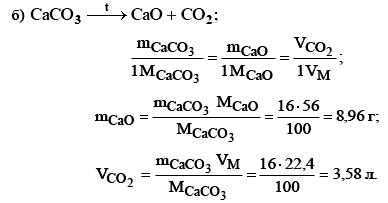 б) CaCO₃ —t→ CaO + CO₂;
m_CaCO₃ / 1M_CaCO₃ = m_CaO / 1M_CaO = V_CO₂ / 1V_M ;
m_CaO = m_CaCO₃ M_CaO / M_CaCO₃ = 16·56 / 100 = 8,96 г;
V_CO₂ = m_CaCO₃ V_M / M_CaCO₃ = 16·22,4 / 100 = 3,58 л.